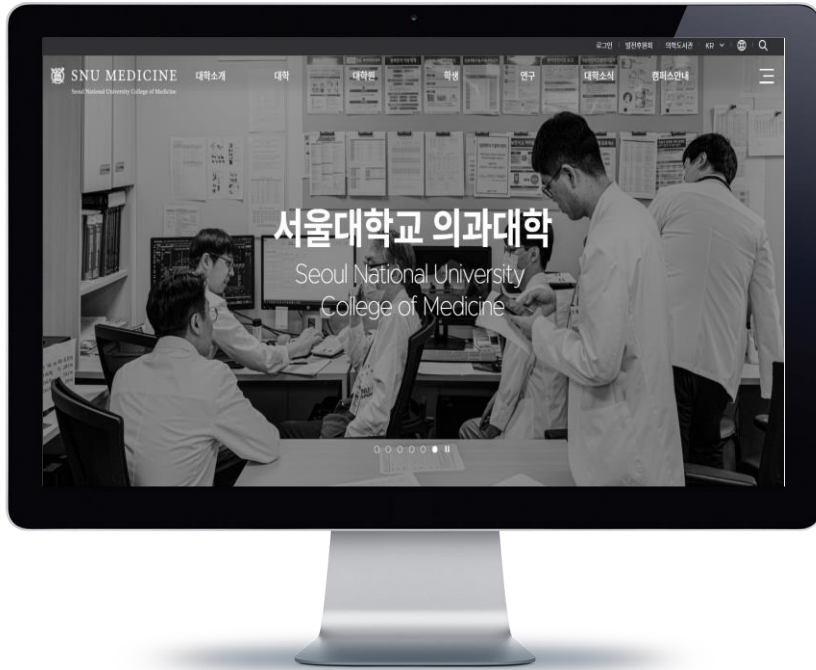 로그인 발전후원회 의학도서관 KR
SNU MEDICINE
Seoul National University College of Medicine
대학소개 대학 대학원 학생 연구 대학소식 캠퍼스안내
서울대학교 의과대학
Seoul National University
College of Medicine